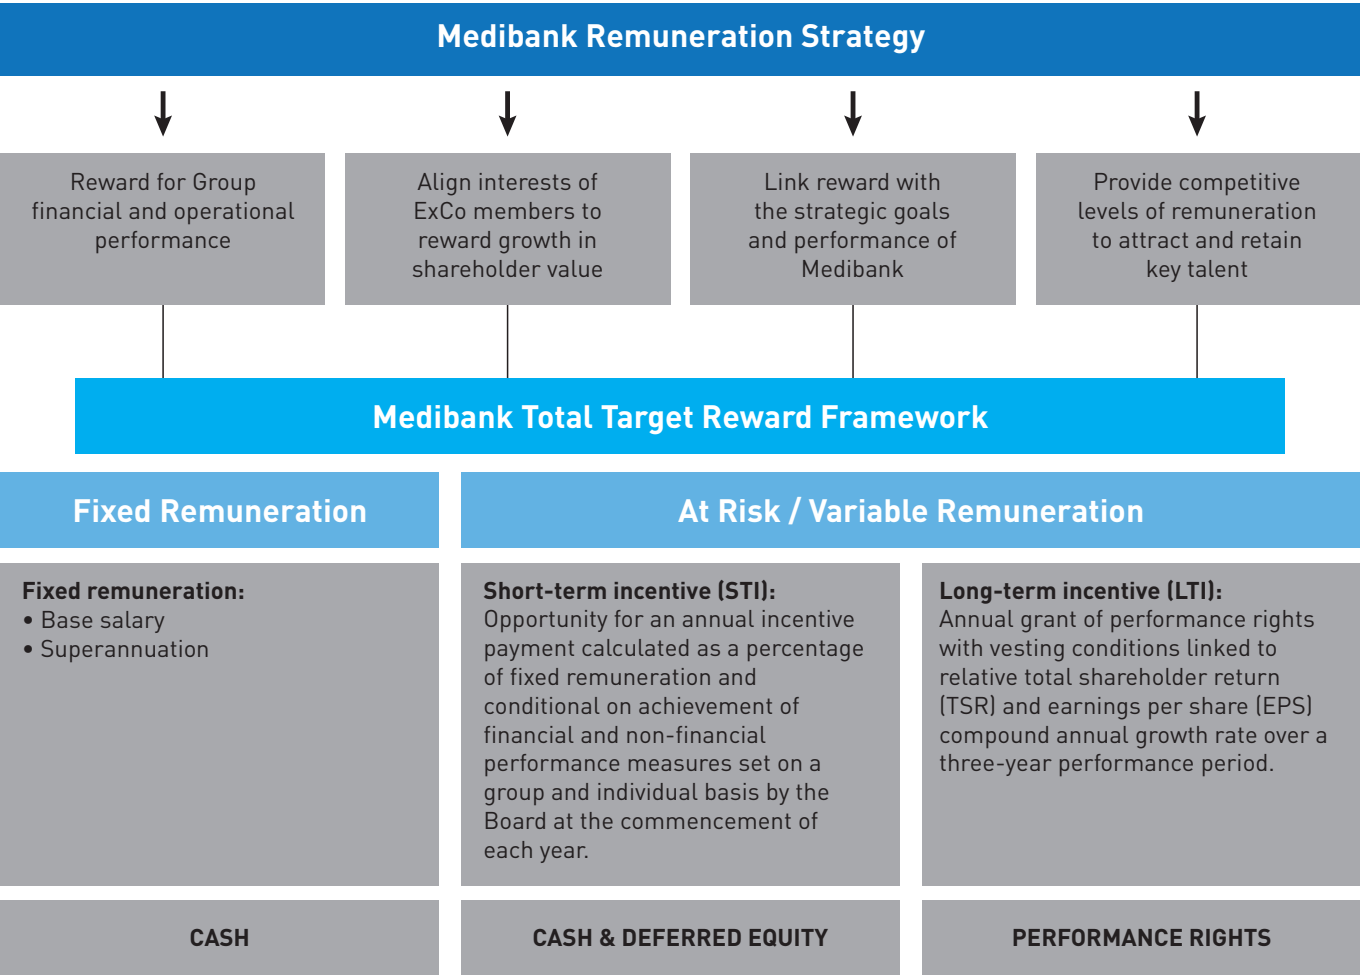 Medibank Remuneration Strategy
Reward for Group
financial and operational
performance
Align interests of
ExCo members to
reward growth in
shareholder value
Link reward with
the strategic goals
and performance of
Medibank
Provide competitive
levels of remuneration
to attract and retain
key talent
Medibank Total Target Reward Framework
Fixed Remuneration
At Risk / Variable Remuneration
Fixed remuneration:
• Base salary
• Superannuation
Short-term incentive (STI):
Opportunity for an annual incentive
payment calculated as a percentage
of fixed remuneration and
conditional on achievement of
financial and non-financial
performance measures set on a
group and individual basis by the
Board at the commencement of
each year.
Long-term incentive (LTI):
Annual grant of performance rights
with vesting conditions linked to
relative total shareholder return
(TSR) and earnings per share (EPS)
compound annual growth rate over a
three-year performance period.
CASH
CASH & DEFERRED EQUITY
PERFORMANCE RIGHTS